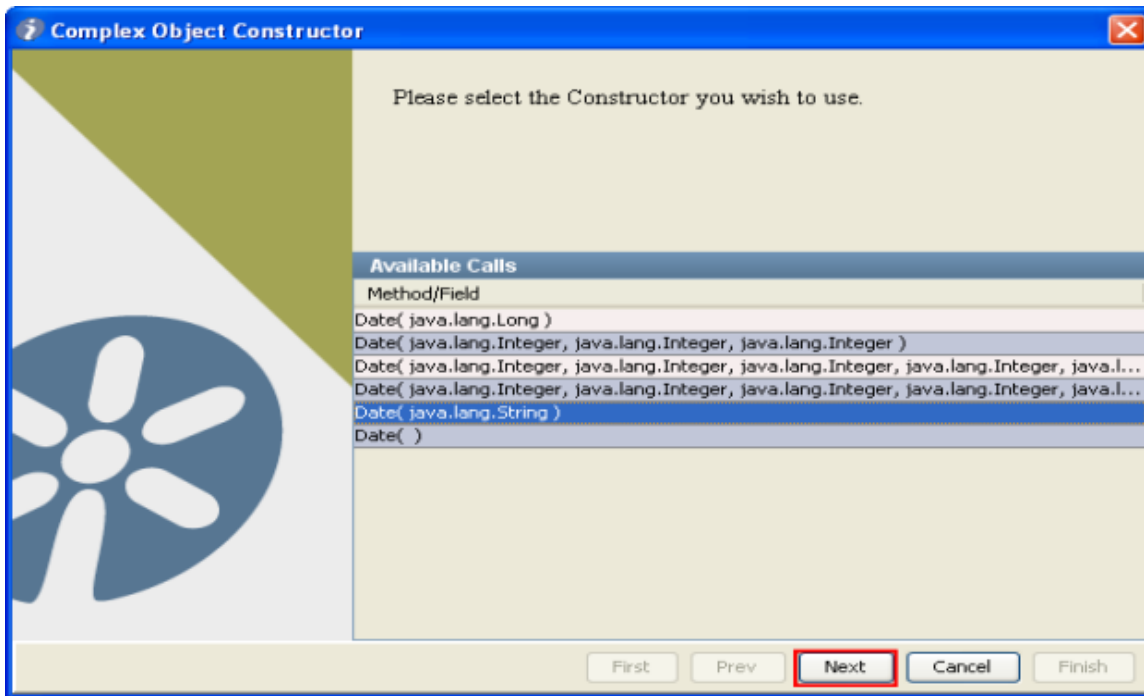 Complex Object Constructor
Please select the Constructor you wish to use.
Available Calls
Method/Field
Date( java.lang.Long )
Date( java.lang.Integer, java.lang.Integer, java.lang.Integer )
Date( java.lang.Integer, java.lang.Integer, java.lang.Integer, java.lang.Integer, java.l...
Date( java.lang.Integer, java.lang.Integer, java.lang.Integer, java.lang.Integer, java.l...
Date( java.lang.String )
Date( )
First Prev Next Cancel Finish